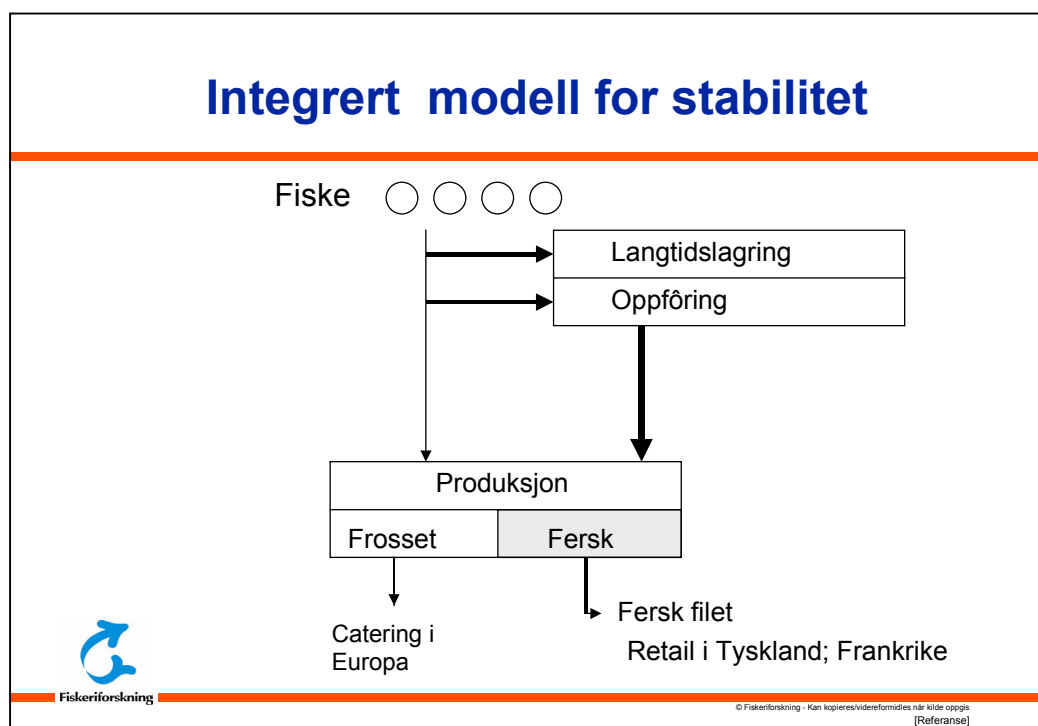 Integrert modell for stabilitet
Fiske
Langtidslagring
Oppfôring
Produksjon
Frosset
Fersk
Catering i
Europa
Fersk filet
Retail i Tyskland; Frankrike
Fiskeriforskning
© Fiskeriforskning - Kan kopieres/videreformidles når kilde oppgis
[Referanse]